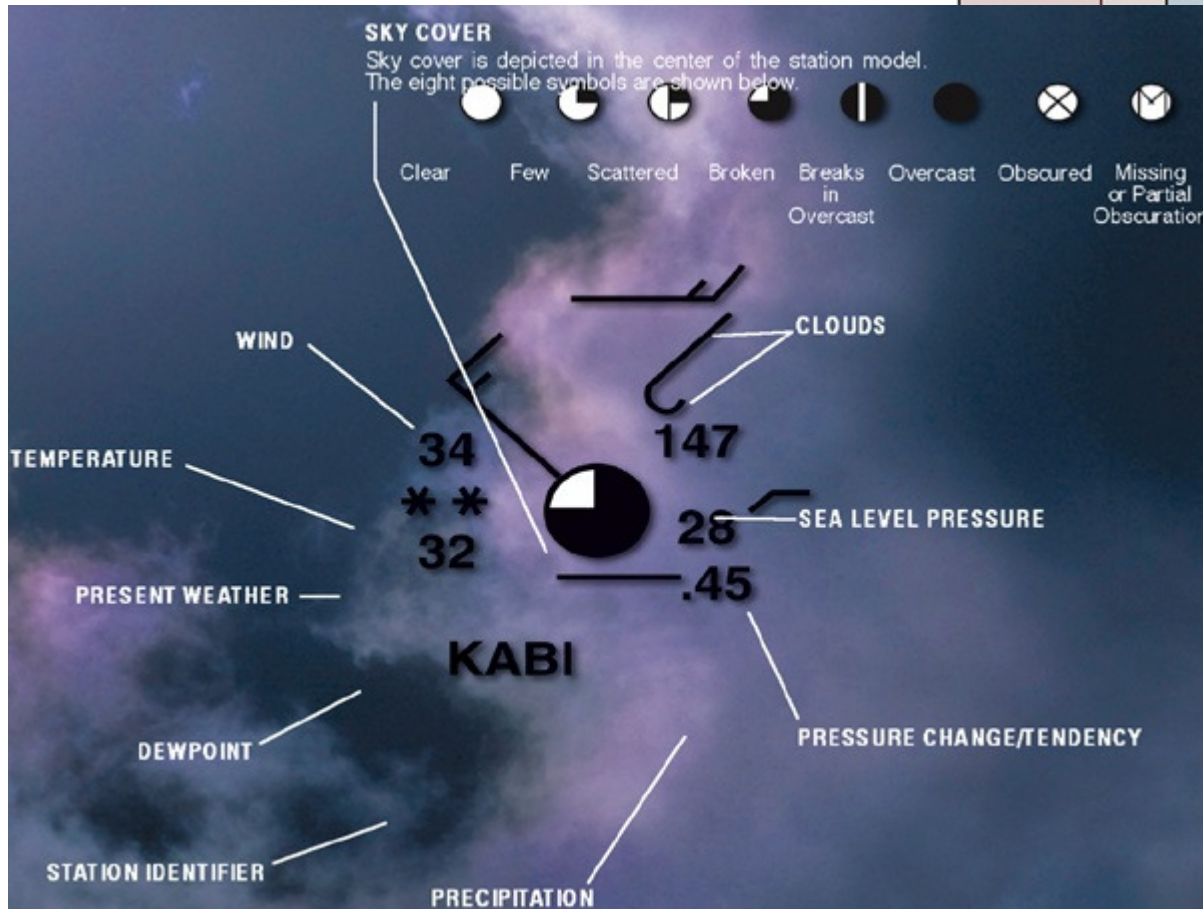 SKY COVER
Sky cover is depicted in the center of the station model.
The eight possible symbols are shown below.
Clear
Few
Scattered
Broken
Breaks
in
Overcast
Overcast
Obscured
Missing
or Partial
Obscuration
WIND
CLOUDS
34
147
TEMPERATURE
28
SEA LEVEL PRESSURE
32
.45
PRESENT WEATHER
KABI
DEWPOINT
PRESSURE CHANGE/TENDENCY
STATION IDENTIFIER
PRECIPITATION